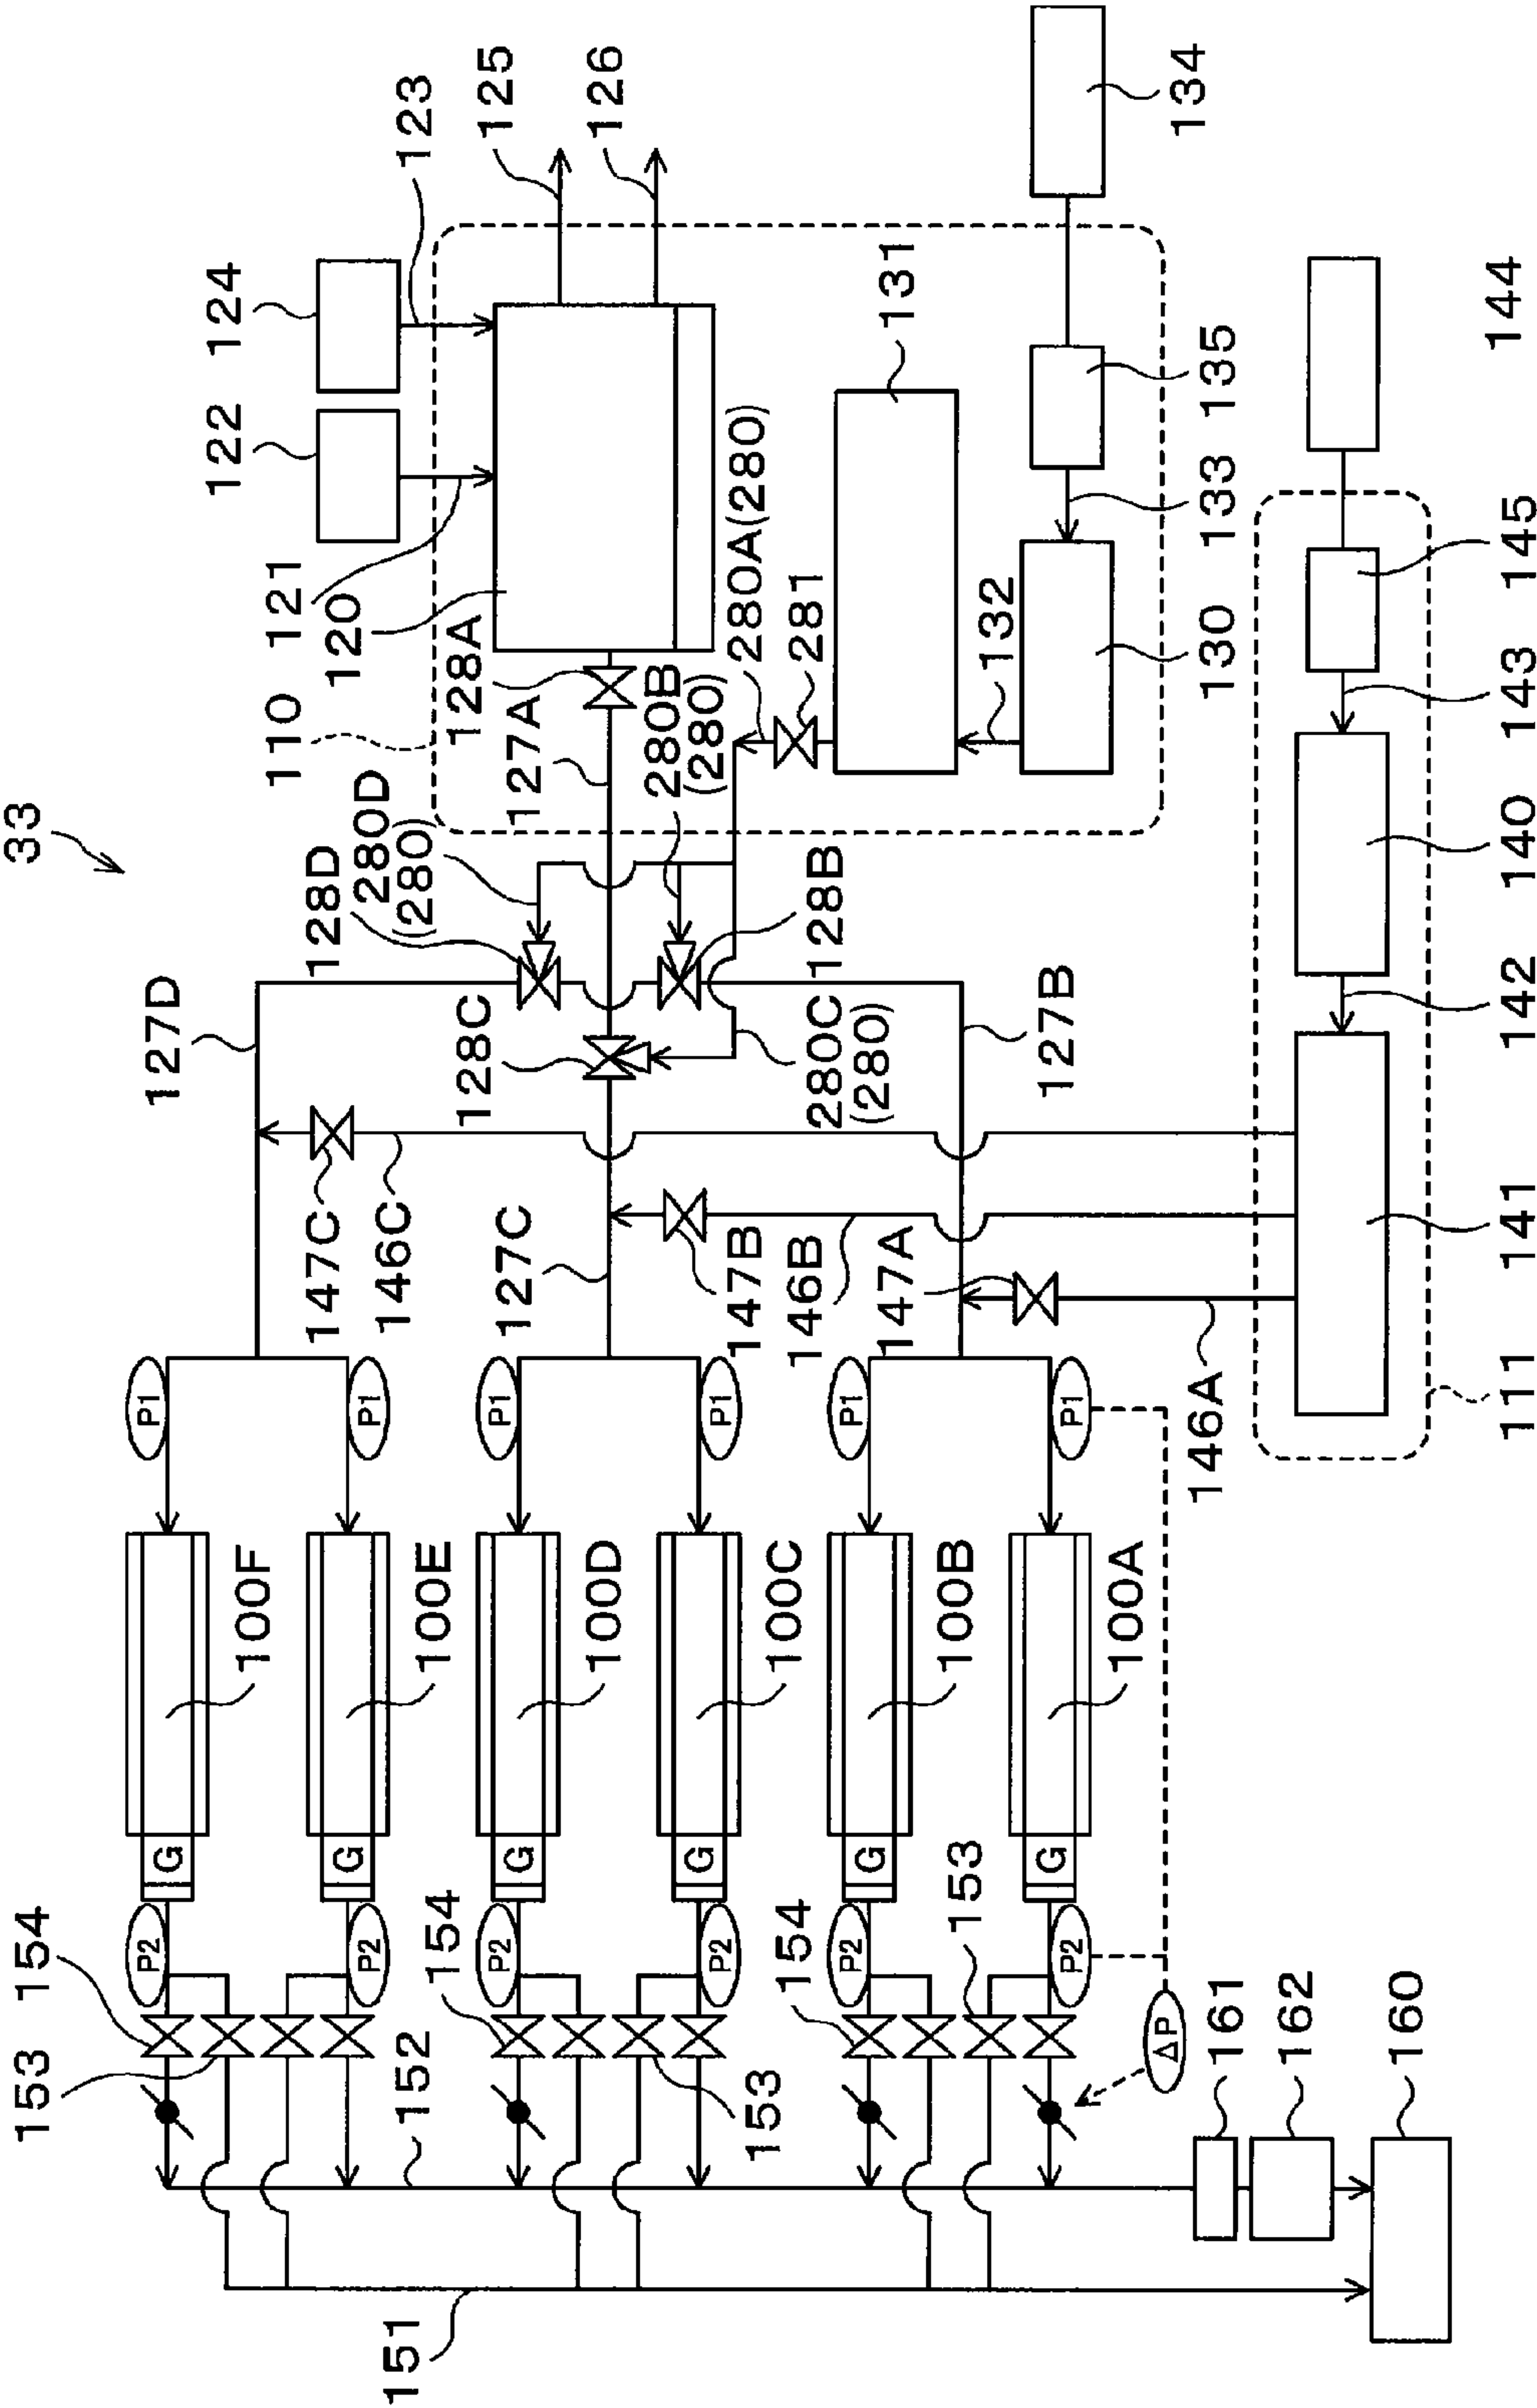 33
110
121
120
122
124
123
125
126
128A
127A
280D
(280)
280B
(280)
280A(280)
281
131
132
130
133
135
134
127D
128D
128C
128B
280C
(280)
127B
147C
146C
127C
147B
146B
147A
146A
111
141
142
140
143
145
144
P1
P1
P1
P1
P1
P1
100F
100E
100D
100C
100B
100A
G
G
G
G
G
G
P2
P2
P2
P2
P2
P2
154
153
154
153
154
153
152
151
ΔP
161
162
160